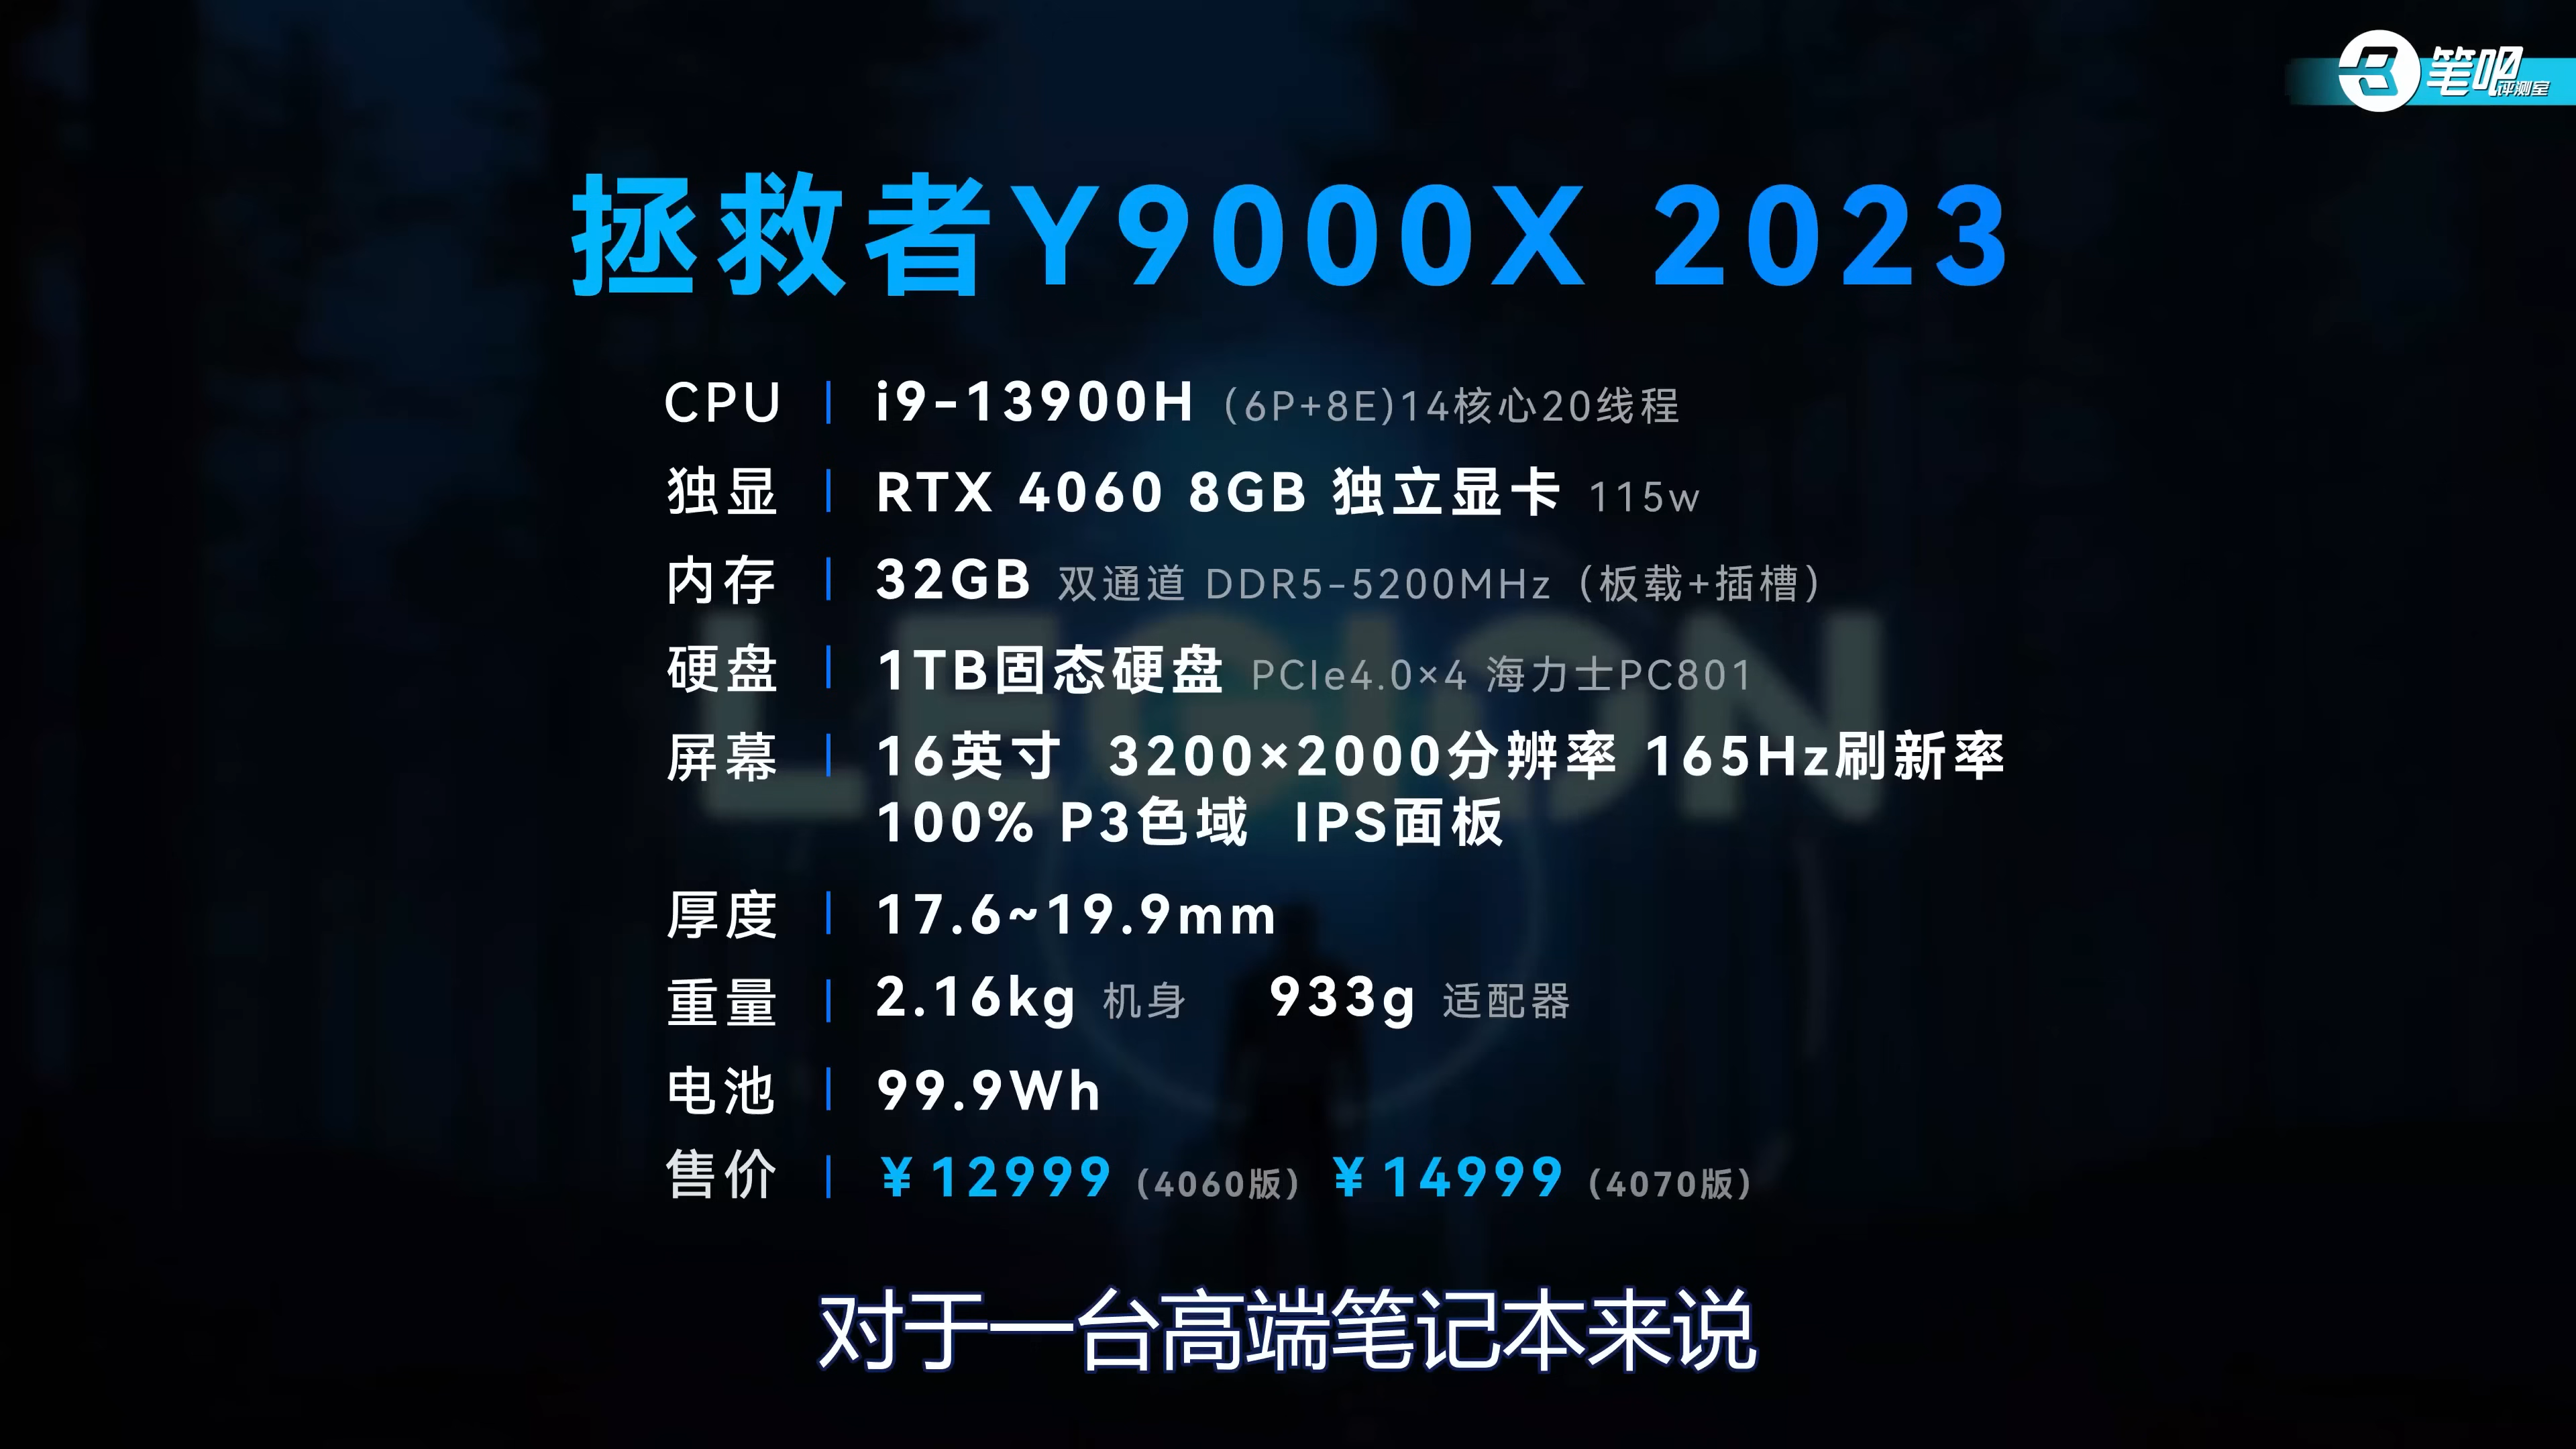 笔吧评测室
拯救者Y9000X 2023
CPU | i9-13900H (6P+8E)14核心20线程
独显 | RTX 4060 8GB 独立显卡 115w
内存 | 32GB 双通道 DDR5-5200MHz（板载+插槽）
硬盘 | 1TB固态硬盘 PCIe4.0×4 海力士PC801
屏幕 | 16英寸 3200×2000分辨率 165Hz刷新率
100% P3色域 IPS面板
厚度 | 17.6~19.9mm
重量 | 2.16kg 机身 933g 适配器
电池 | 99.9Wh
售价 | ¥12999（4060版）¥14999（4070版）
LEGION
对于一台高端笔记本来说